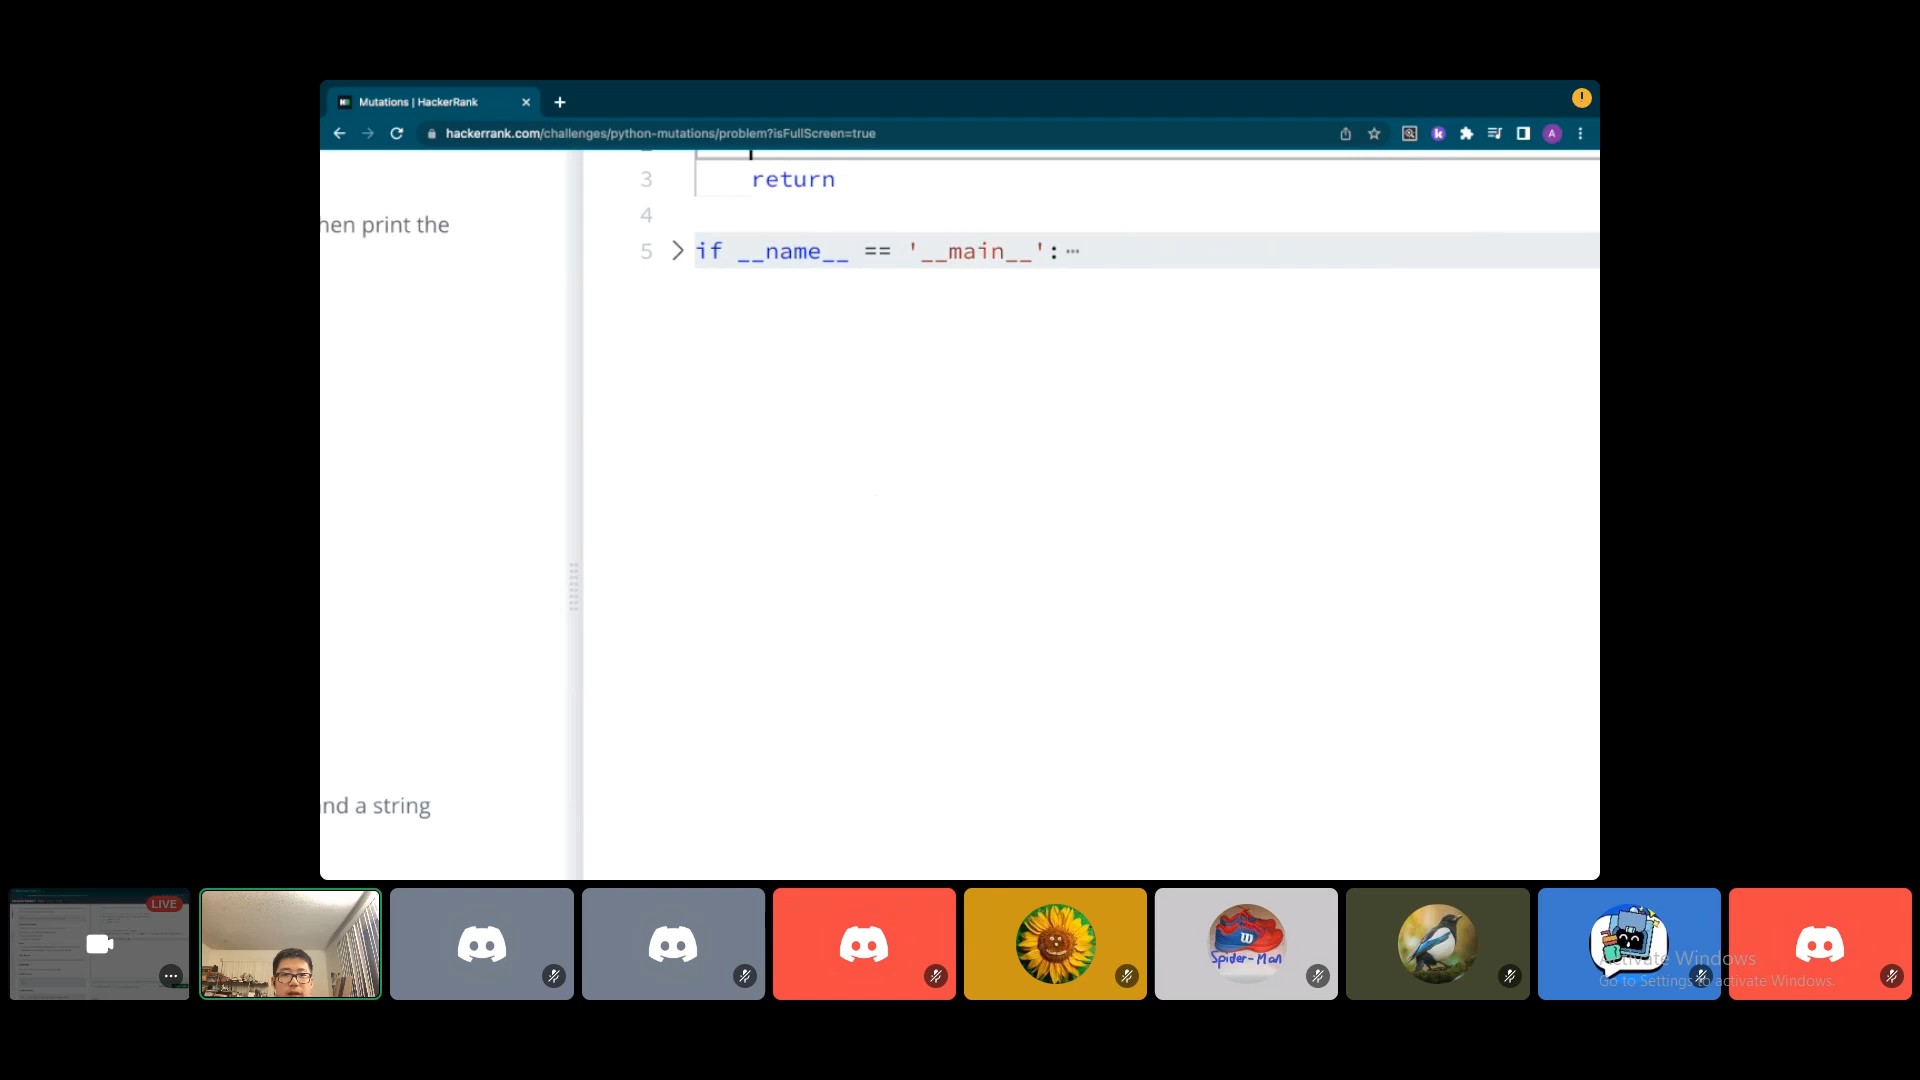 Mutations | HackerRank
hackerrank.com/challenges/python-mutations/problem?isFullScreen=true
A
3 return
hen print the
4
5 if __name__ == '__main__':
nd a string
LIVE
W
Spider-Man
Activate Windows
Go to Settings to activate Windows.